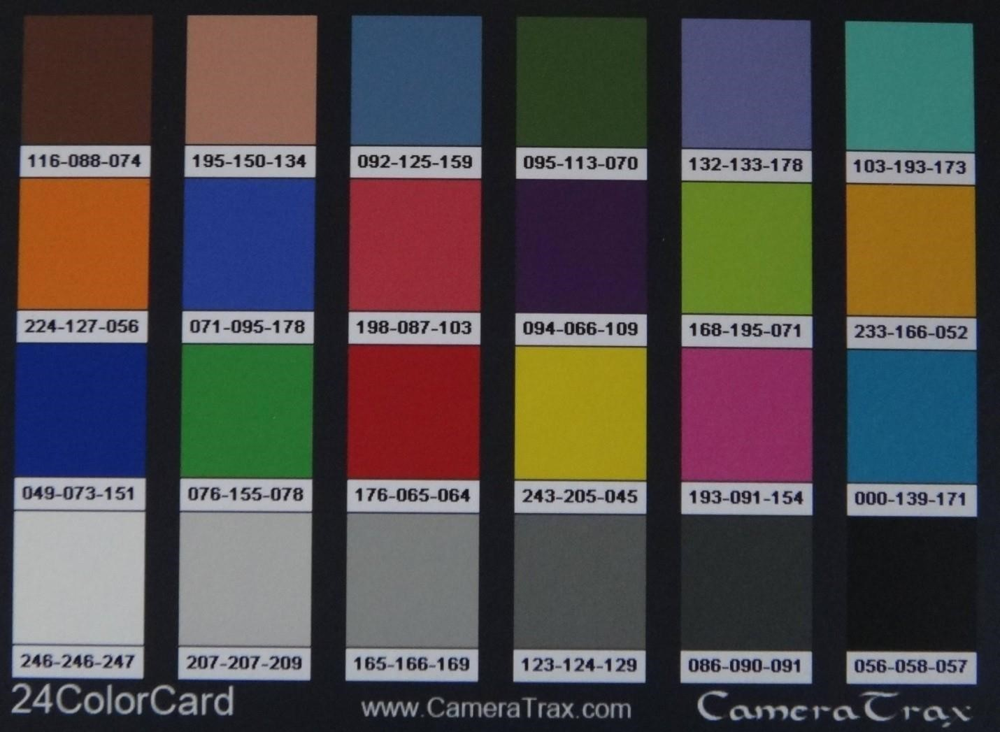 116-088-074 195-150-134 092-125-159 095-113-070 132-133-178 103-193-173
224-127-056 071-095-178 198-087-103 094-066-109 168-195-071 233-166-052
049-073-151 076-155-078 176-065-064 243-205-045 193-091-154 000-139-171
246-246-247 207-207-209 165-166-169 123-124-129 086-090-091 056-058-057
24ColorCard www.CameraTrax.com CameraTrax